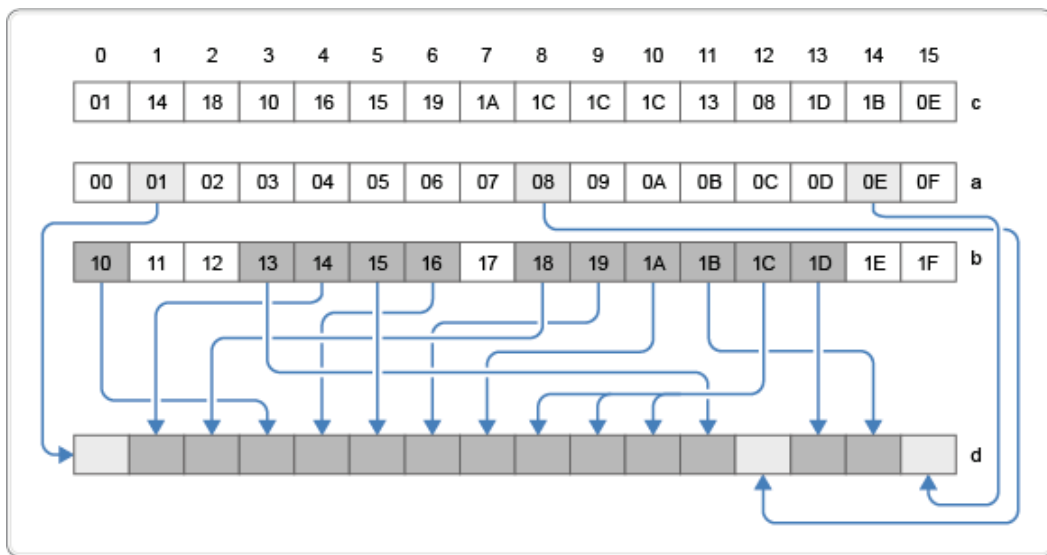 0 1 2 3 4 5 6 7 8 9 10 11 12 13 14 15
01 14 18 10 16 15 19 1A 1C 1C 1C 13 08 1D 1B 0E c
00 01 02 03 04 05 06 07 08 09 0A 0B 0C 0D 0E 0F a
10 11 12 13 14 15 16 17 18 19 1A 1B 1C 1D 1E 1F b
d